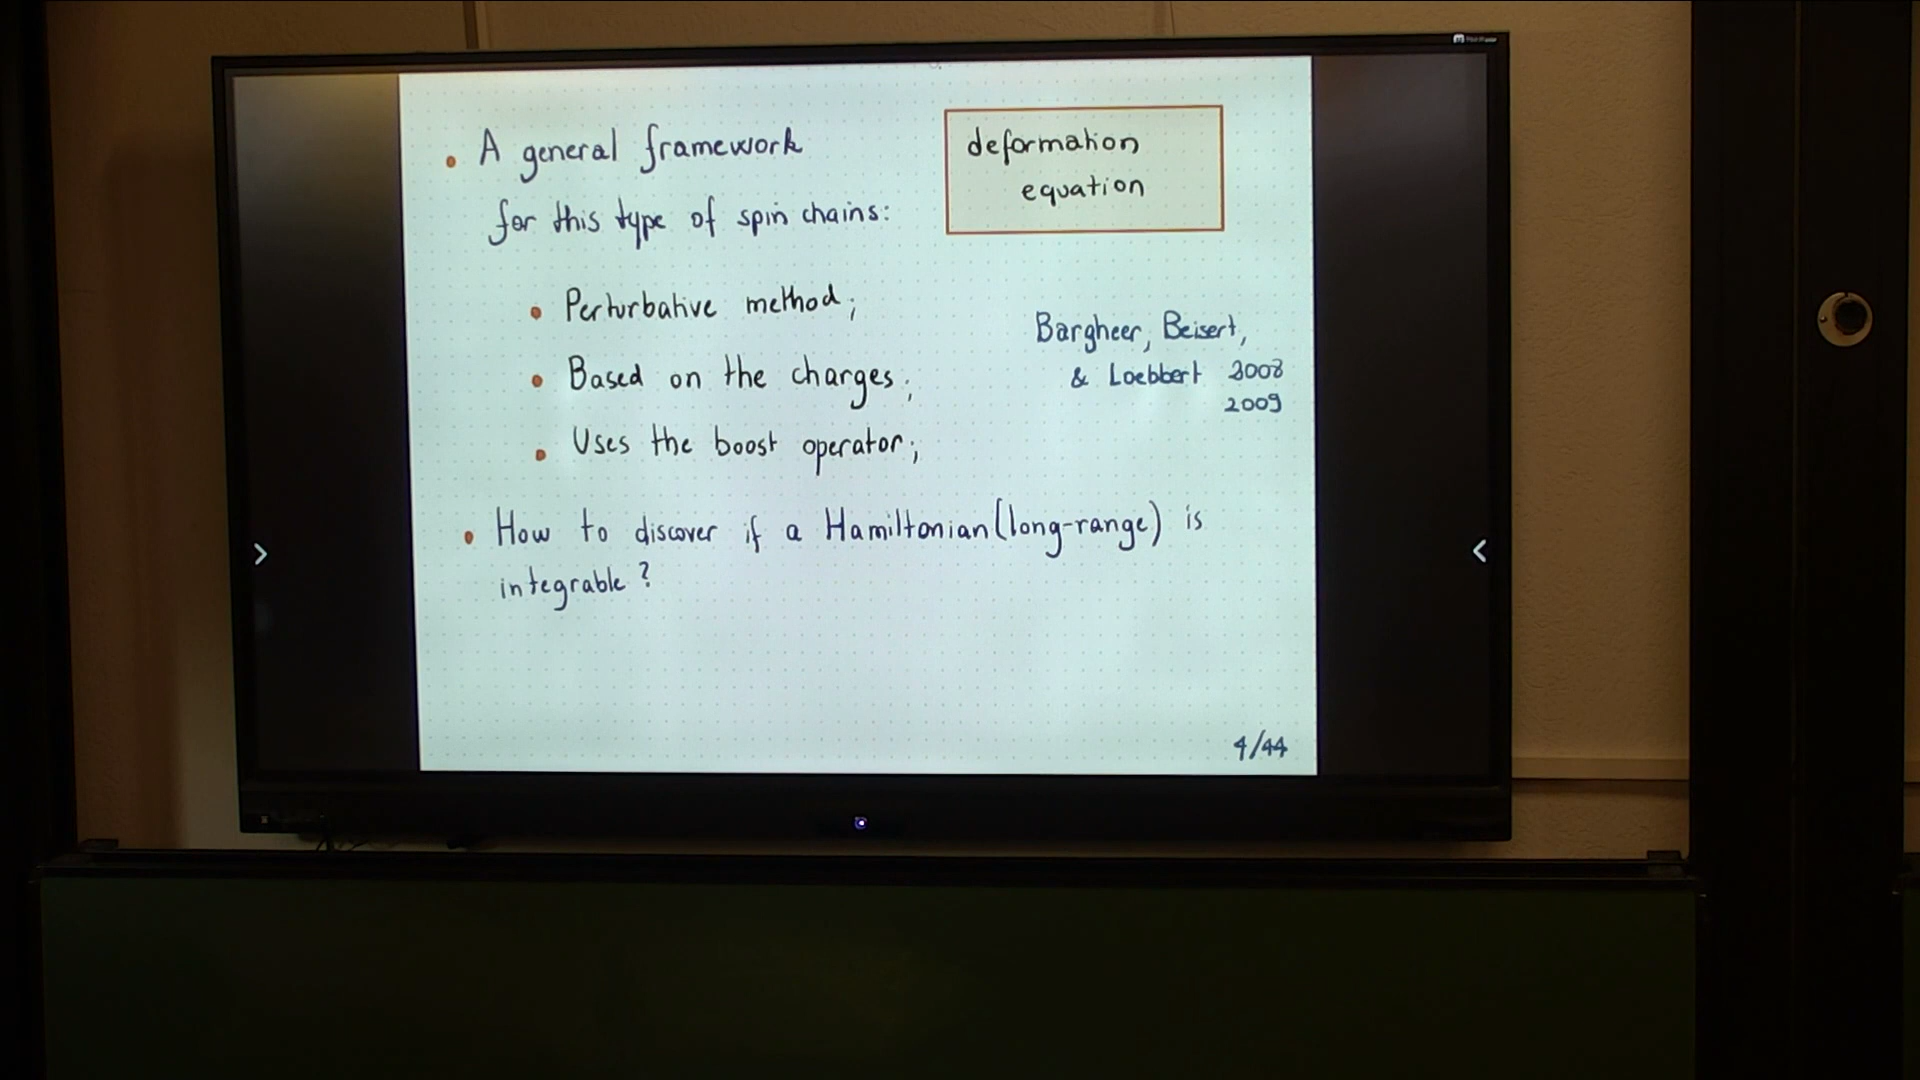 A general framework
for this type of spin chains:
deformation
equation
Perturbative method;
Based on the charges;
Uses the boost operator;
Bargheer, Beisert,
& Loebbert 2008
2009
How to discover if a Hamiltonian (long-range) is
integrable?
4/44